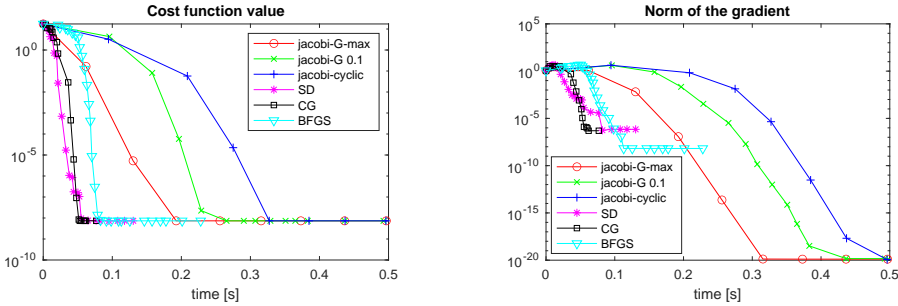 Cost function value
10^0
10^-5
10^-10
0
0.1
0.2
0.3
0.4
0.5
time [s]
jacobi-G-max
jacobi-G 0.1
jacobi-cyclic
SD
CG
BFGS
Norm of the gradient
10^5
10^0
10^-5
10^-10
10^-15
10^-20
0
0.1
0.2
0.3
0.4
0.5
time [s]
jacobi-G-max
jacobi-G 0.1
jacobi-cyclic
SD
CG
BFGS